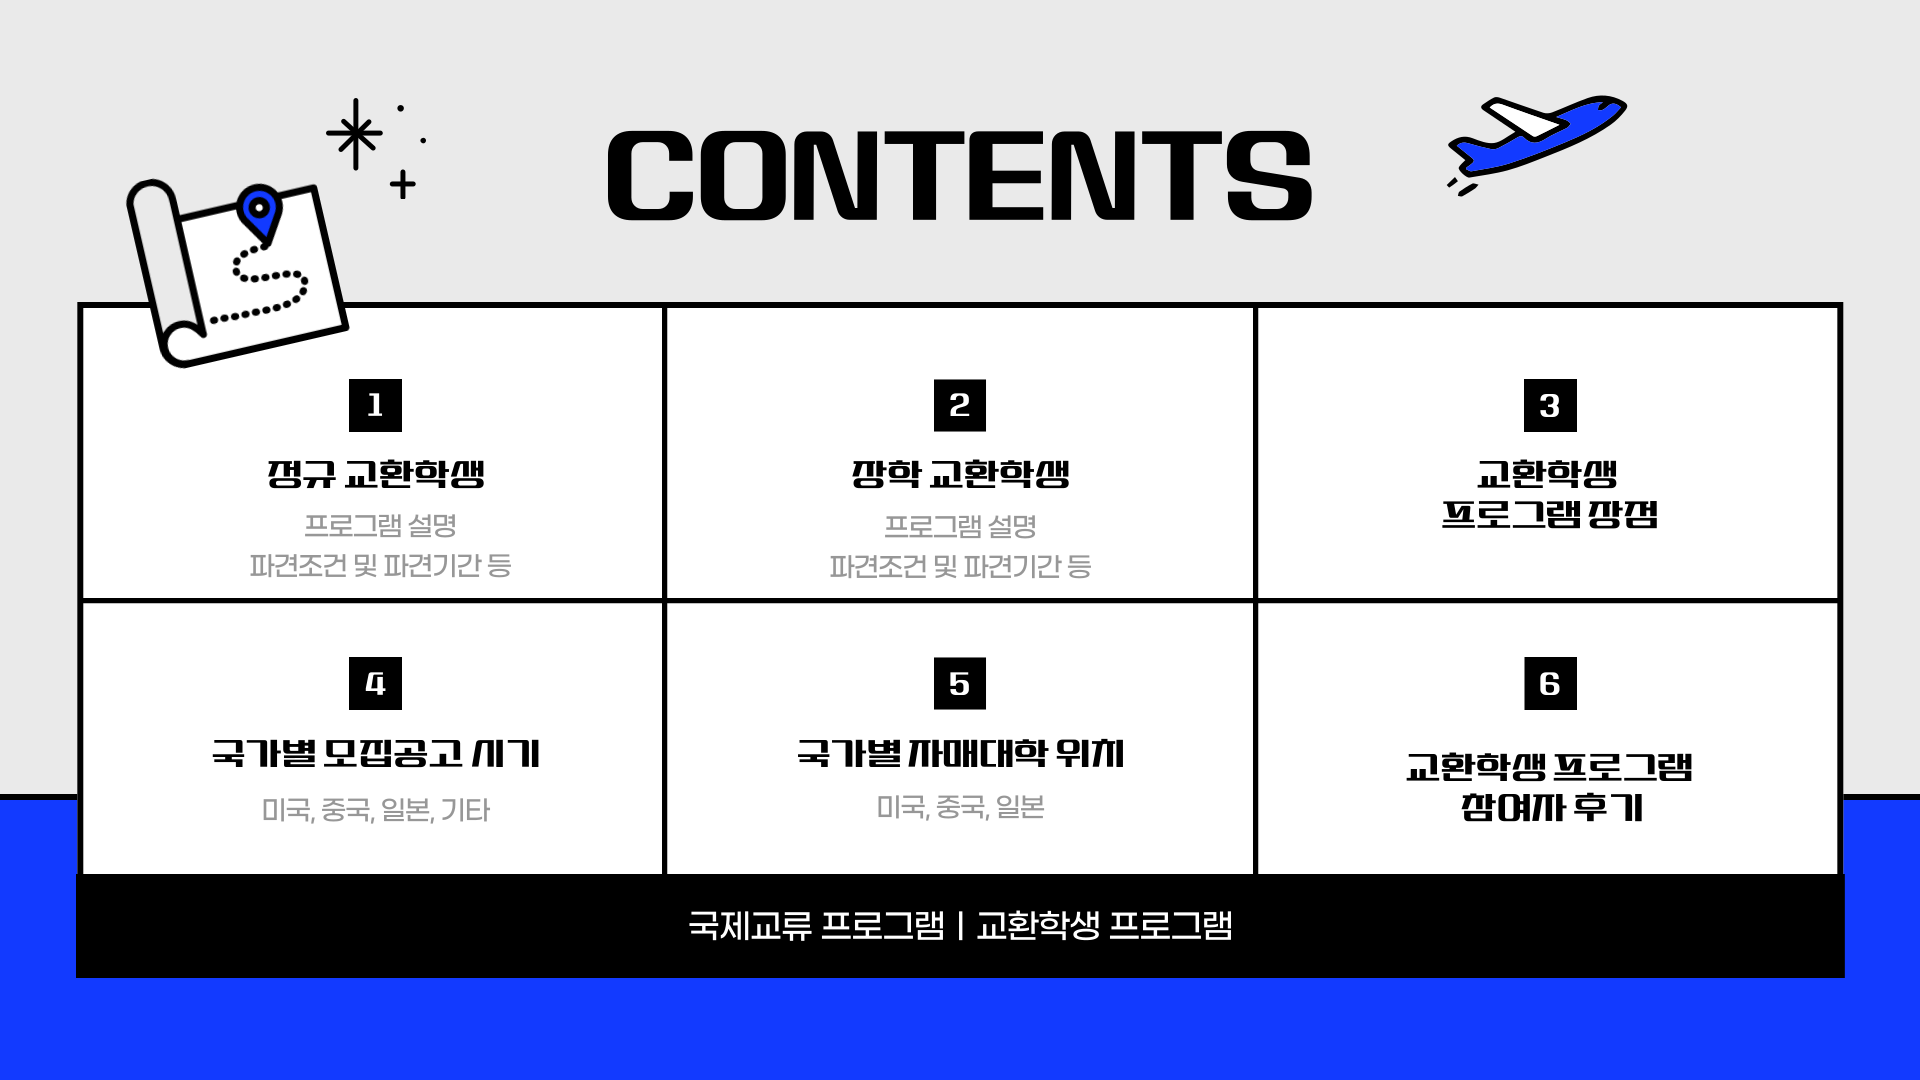 CONTENTS
1
정규 교환학생
프로그램 설명
파견조건 및 파견기간 등
2
장학 교환학생
프로그램 설명
파견조건 및 파견기간 등
3
교환학생
프로그램 장점
4
국가별 모집공고 시기
미국, 중국, 일본, 기타
5
국가별 자매대학 위치
미국, 중국, 일본
6
교환학생 프로그램
참여자 후기
국제교류 프로그램 | 교환학생 프로그램